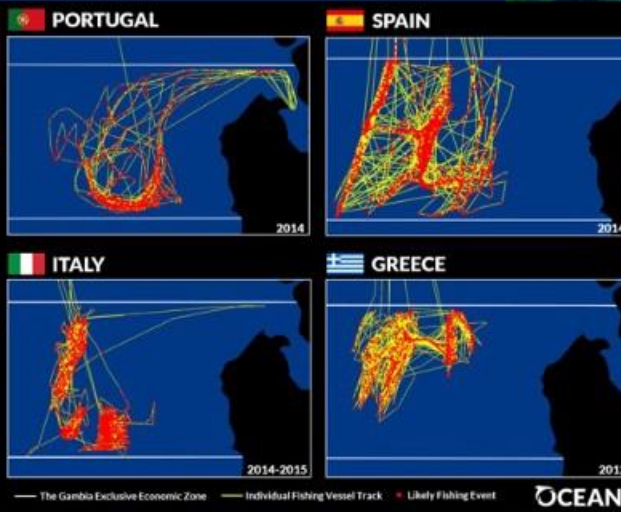 PORTUGAL
SPAIN
2014
2014
ITALY
GREECE
2014-2015
The Gambia Exclusive Economic Zone
Individual Fishing Vessel Track
Likely Fishing Event
OCEAN